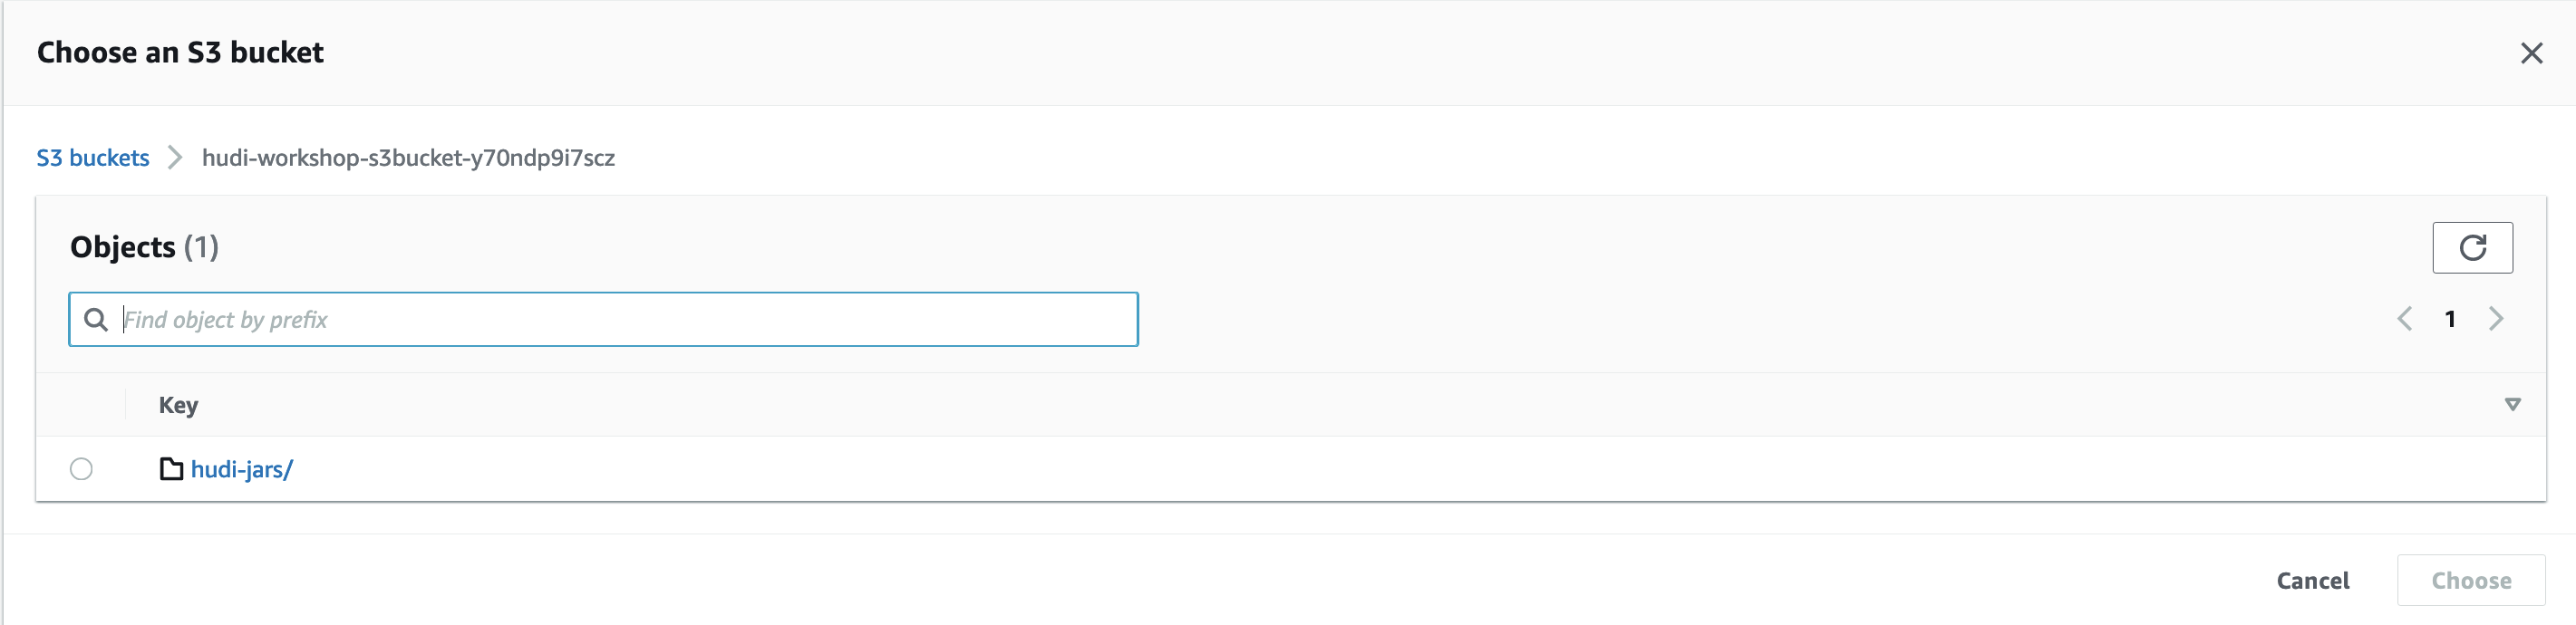 Choose an S3 bucket
S3 buckets hudi-workshop-s3bucket-y70ndp9i7scz
Objects (1)
Find object by prefix
1
Key
hudi-jars/
Cancel Choose